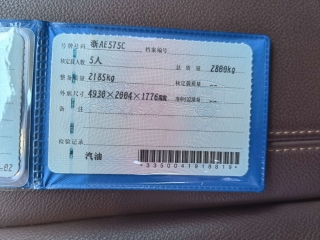 号牌号码 浙AE575C 档案编号
核定载人数 5人 总质量 2800kg
整备质量 2185kg 核定载质量 --
外廓尺寸 4930×2004×1776mm 准牵引总质量 --
备注
检验记录
汽油